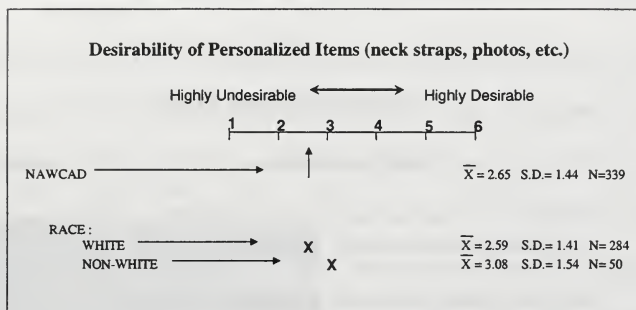 Desirability of Personalized Items (neck straps, photos, etc.)
Highly Undesirable Highly Desirable
1 2 3 4 5 6
NAWCAD X̄ = 2.65 S.D.= 1.44 N=339
RACE :
WHITE X X̄ = 2.59 S.D.= 1.41 N= 284
NON-WHITE X X̄ = 3.08 S.D.= 1.54 N= 50